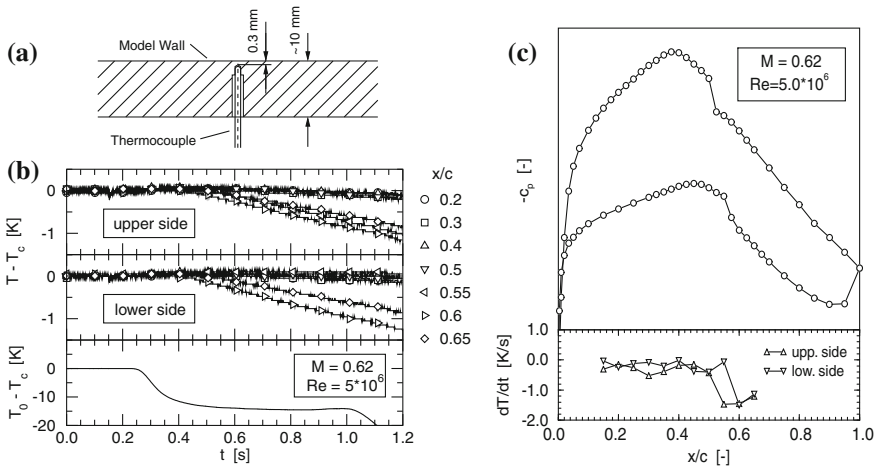 (a)
Model Wall
0.3 mm
~10 mm
Thermocouple
(b)
T - T_c [K]
0
-1
upper side
T - T_c [K]
0
-1
lower side
T_0 - T_c [K]
0
-10
-20
M = 0.62
Re = 5*10^6
0.0 0.2 0.4 0.6 0.8 1.0 1.2
t [s]
x/c
0.2
0.3
0.4
0.5
0.55
0.6
0.65
(c)
M = 0.62
Re=5.0*10^6
-c_p [-]
1.0
0.0
-1.0
-2.0
dT/dt [K/s]
upp. side
low. side
0.0 0.2 0.4 0.6 0.8 1.0
x/c [-]